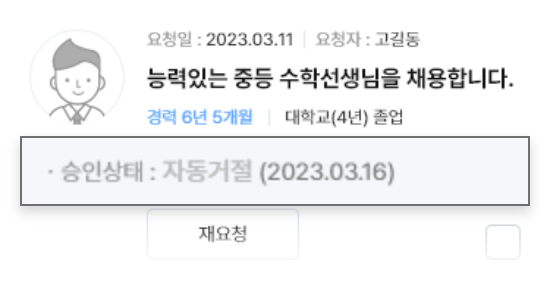 요청일 : 2023.03.11 | 요청자 : 고길동
능력있는 중등 수학선생님을 채용합니다.
경력 6년 5개월 | 대학교(4년) 졸업
· 승인상태 : 자동거절 (2023.03.16)
재요청